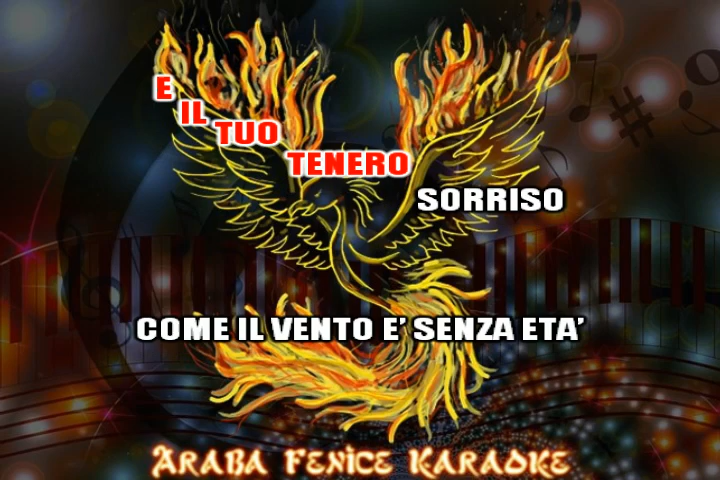 E IL TUO TENERO SORRISO
COME IL VENTO E' SENZA ETA'
ARABA FENICE KARAOKE